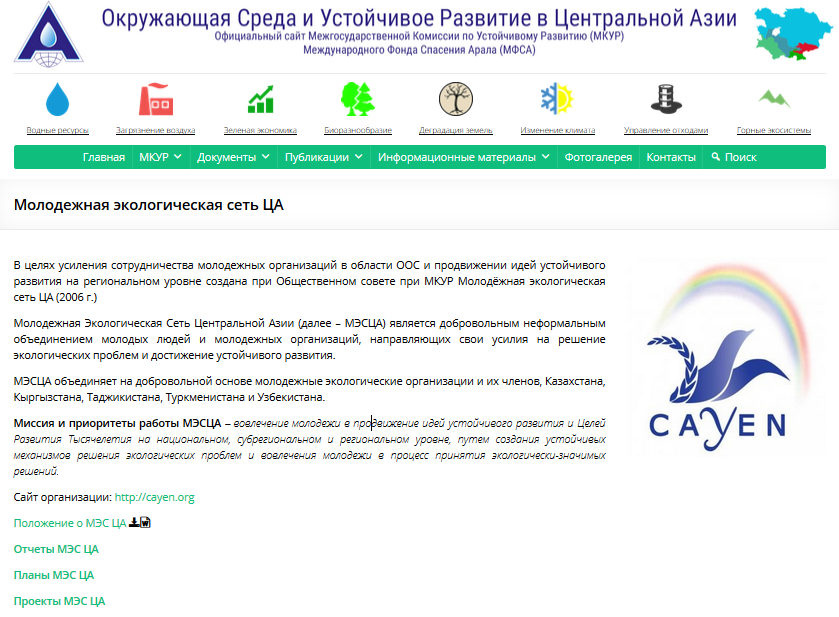 Окружающая Среда и Устойчивое Развитие в Центральной Азии
Официальный сайт Межгосударственной Комиссии по Устойчивому Развитию (МКУР)
Международного Фонда Спасения Арала (МФСА)
Водные ресурсы
Загрязнение воздуха
Зеленая экономика
Биоразнообразие
Деградация земель
Изменение климата
Управление отходами
Горные экосистемы
Главная МКУР Документы Публикации Информационные материалы Фотогалерея Контакты Поиск
Молодежная экологическая сеть ЦА
В целях усиления сотрудничества молодежных организаций в области ООС и продвижении идей устойчивого
развития на региональном уровне создана при Общественном совете при МКУР Молодёжная экологическая
сеть ЦА (2006 г.)
Молодежная Экологическая Сеть Центральной Азии (далее – МЭСЦА) является добровольным неформальным
объединением молодых людей и молодежных организаций, направляющих свои усилия на решение
экологических проблем и достижение устойчивого развития.
МЭСЦА объединяет на добровольной основе молодежные экологические организации и их членов, Казахстана,
Кыргызстана, Таджикистана, Туркменистана и Узбекистана.
Миссия и приоритеты работы МЭСЦА – вовлечение молодежи в продвижение идей устойчивого развития и Целей
Развития Тысячелетия на национальном, субрегиональном и региональном уровне, путем создания устойчивых
механизмов решения экологических проблем и вовлечения молодежи в процесс принятия экологически-значимых
решений.
Сайт организации: http://cayen.org
Положение о МЭС ЦА
Отчеты МЭС ЦА
Планы МЭС ЦА
Проекты МЭС ЦА
CAYEN